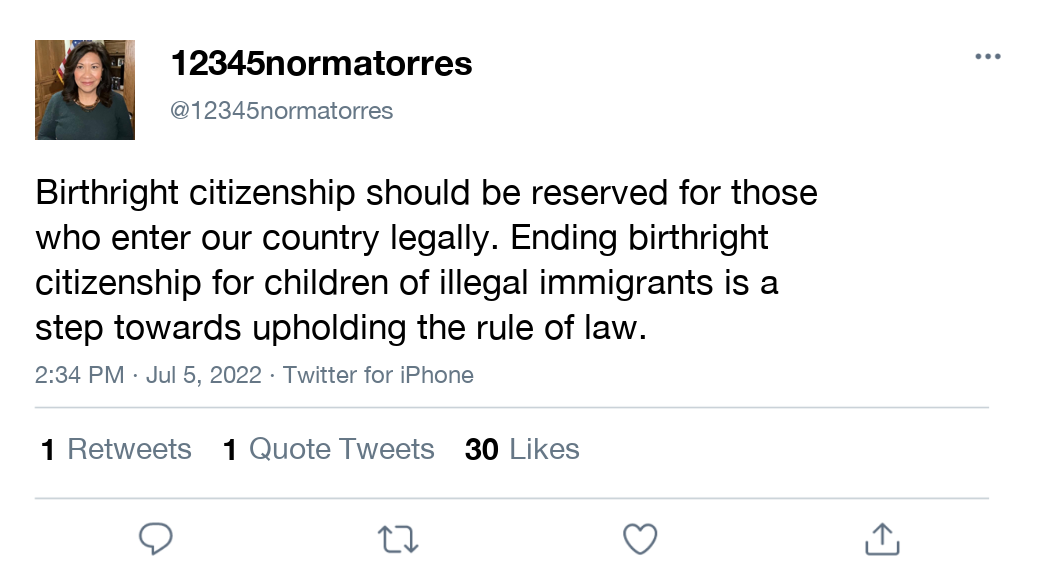 12345normatorres
@12345normatorres
Birthright citizenship should be reserved for those
who enter our country legally. Ending birthright
citizenship for children of illegal immigrants is a
step towards upholding the rule of law.
2:34 PM · Jul 5, 2022 · Twitter for iPhone
1 Retweets 1 Quote Tweets 30 Likes